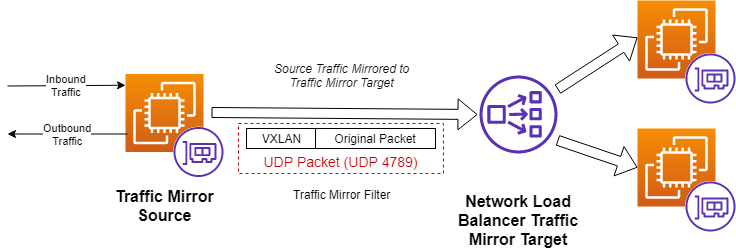 Source Traffic Mirrored to
Traffic Mirror Target
Inbound
Traffic
Outbound
Traffic
VXLAN
Original Packet
UDP Packet (UDP 4789)
Traffic Mirror Filter
Traffic Mirror
Source
Network Load
Balancer Traffic
Mirror Target